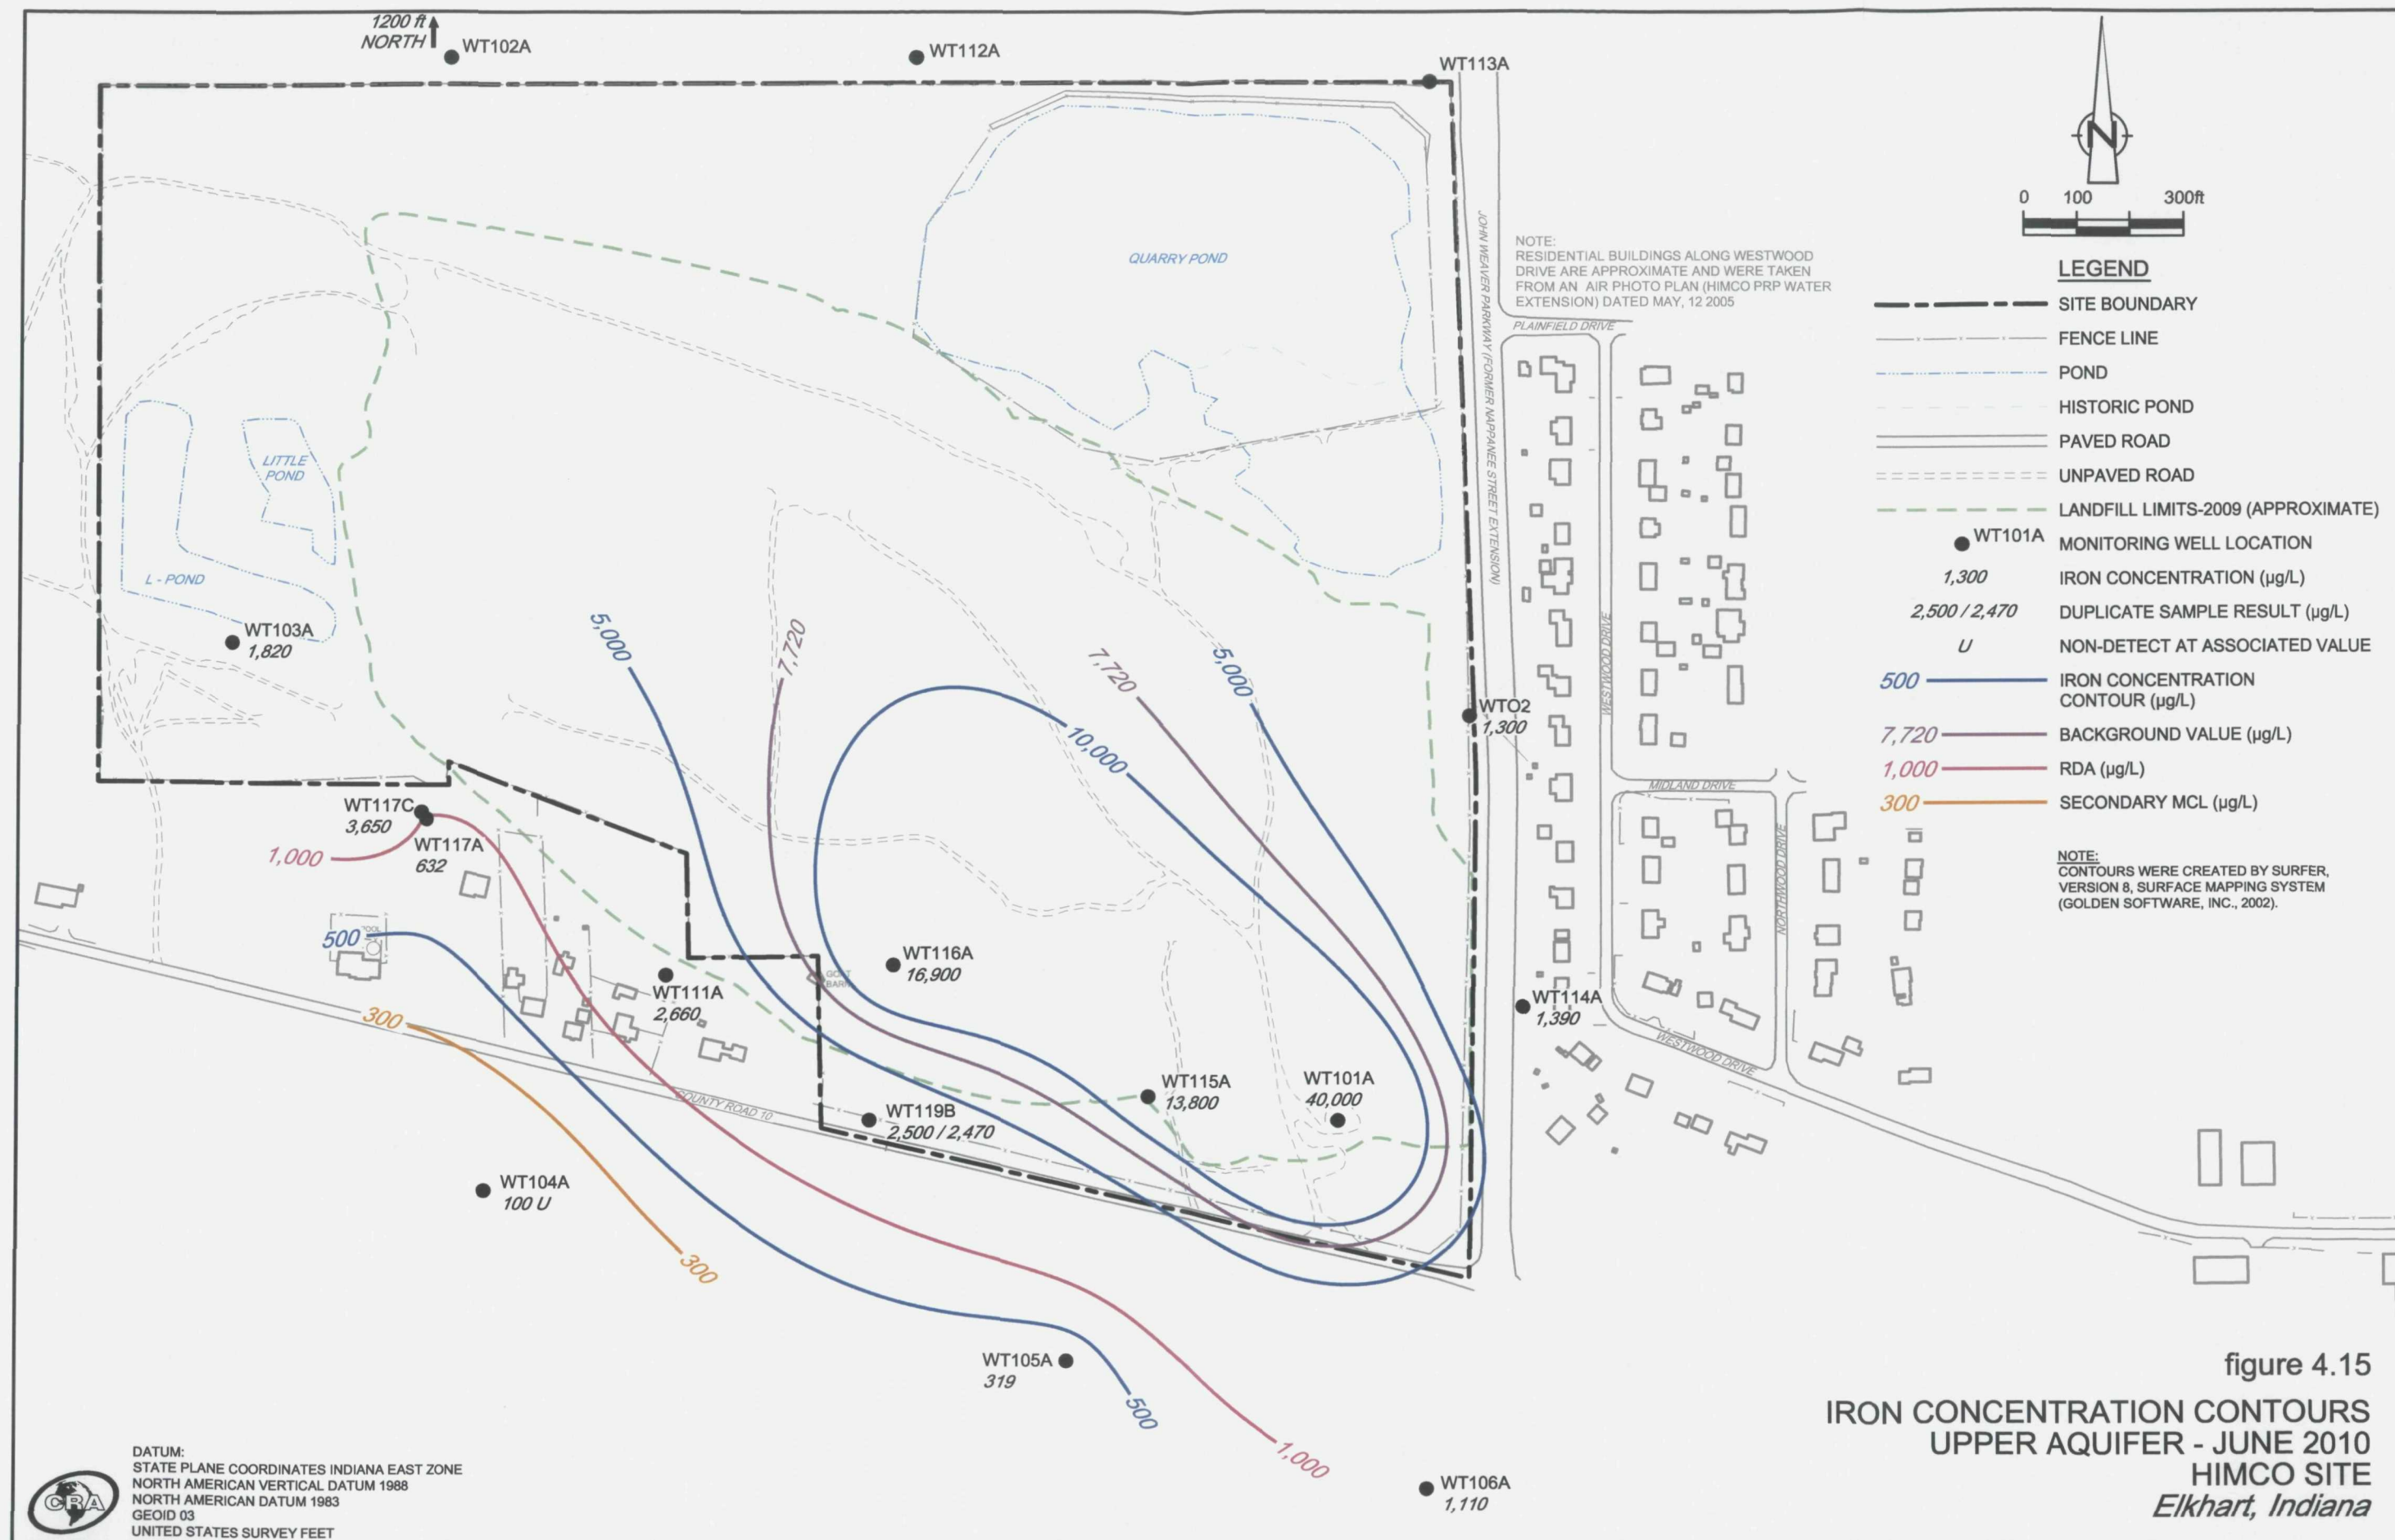 1200 ft
NORTH
WT102A
WT112A
WT113A
QUARRY POND
JOHN WEAVER PARKWAY (FORMER NAPPANEE STREET EXTENSION)
NOTE:
RESIDENTIAL BUILDINGS ALONG WESTWOOD
DRIVE ARE APPROXIMATE AND WERE TAKEN
FROM AN AIR PHOTO PLAN (HIMCO PRP WATER
EXTENSION) DATED MAY, 12 2005
PLAINFIELD DRIVE
WESTWOOD DRIVE
MIDLAND DRIVE
NORTHWOOD DRIVE
WESTWOOD DRIVE
LITTLE
POND
L - POND
WT103A
1,820
5,000
7,720
7,720
5,000
10,000
WTO2
1,300
WT117C
3,650
WT117A
632
1,000
500
POOL
300
WT111A
2,660
WT116A
16,900
GOLF
BARN
WT114A
1,390
WT115A
13,800
WT101A
40,000
WT119B
2,500 / 2,470
COUNTY ROAD 10
WT104A
100 U
300
WT105A
319
500
1,000
WT106A
1,110
N
0 100 300ft
LEGEND
SITE BOUNDARY
FENCE LINE
POND
HISTORIC POND
PAVED ROAD
UNPAVED ROAD
LANDFILL LIMITS-2009 (APPROXIMATE)
WT101A MONITORING WELL LOCATION
1,300 IRON CONCENTRATION (µg/L)
2,500 / 2,470 DUPLICATE SAMPLE RESULT (µg/L)
U NON-DETECT AT ASSOCIATED VALUE
500 IRON CONCENTRATION
CONTOUR (µg/L)
7,720 BACKGROUND VALUE (µg/L)
1,000 RDA (µg/L)
300 SECONDARY MCL (µg/L)
NOTE:
CONTOURS WERE CREATED BY SURFER,
VERSION 8, SURFACE MAPPING SYSTEM
(GOLDEN SOFTWARE, INC., 2002).
figure 4.15
IRON CONCENTRATION CONTOURS
UPPER AQUIFER - JUNE 2010
HIMCO SITE
Elkhart, Indiana
CRA
DATUM:
STATE PLANE COORDINATES INDIANA EAST ZONE
NORTH AMERICAN VERTICAL DATUM 1988
NORTH AMERICAN DATUM 1983
GEOID 03
UNITED STATES SURVEY FEET